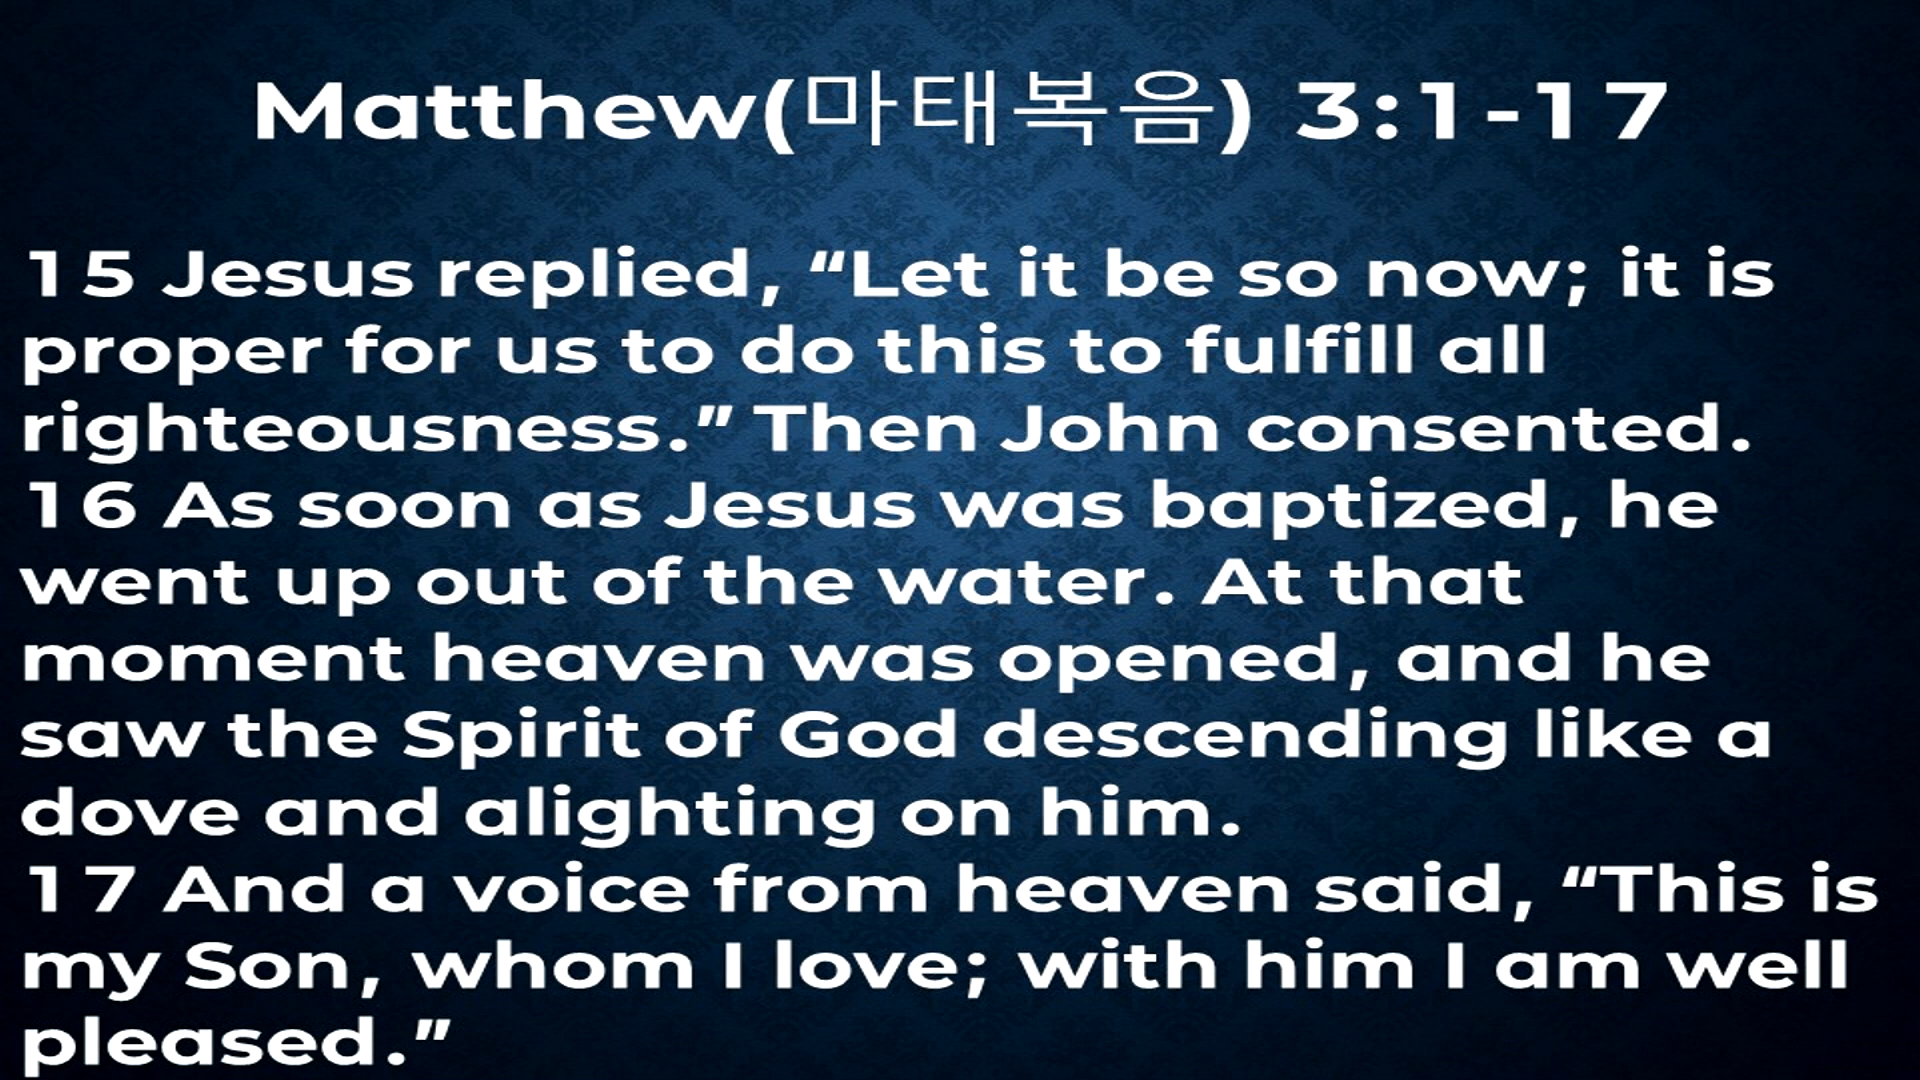 Matthew(마태복음) 3:1-17
15 Jesus replied, “Let it be so now; it is
proper for us to do this to fulfill all
righteousness.” Then John consented.
16 As soon as Jesus was baptized, he
went up out of the water. At that
moment heaven was opened, and he
saw the Spirit of God descending like a
dove and alighting on him.
17 And a voice from heaven said, “This is
my Son, whom I love; with him I am well
pleased.”